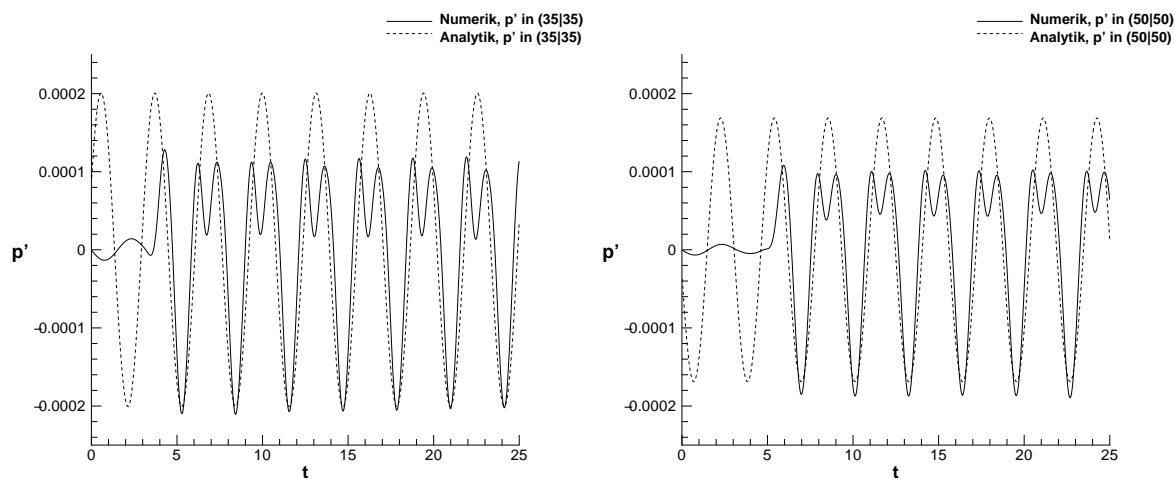 Numerik, p’ in (35|35)
Analytik, p’ in (35|35)
0.0002
0.0001
0
-0.0001
-0.0002
p’
0 5 10 15 20 25
t
Numerik, p’ in (50|50)
Analytik, p’ in (50|50)
0.0002
0.0001
0
-0.0001
-0.0002
p’
0 5 10 15 20 25
t